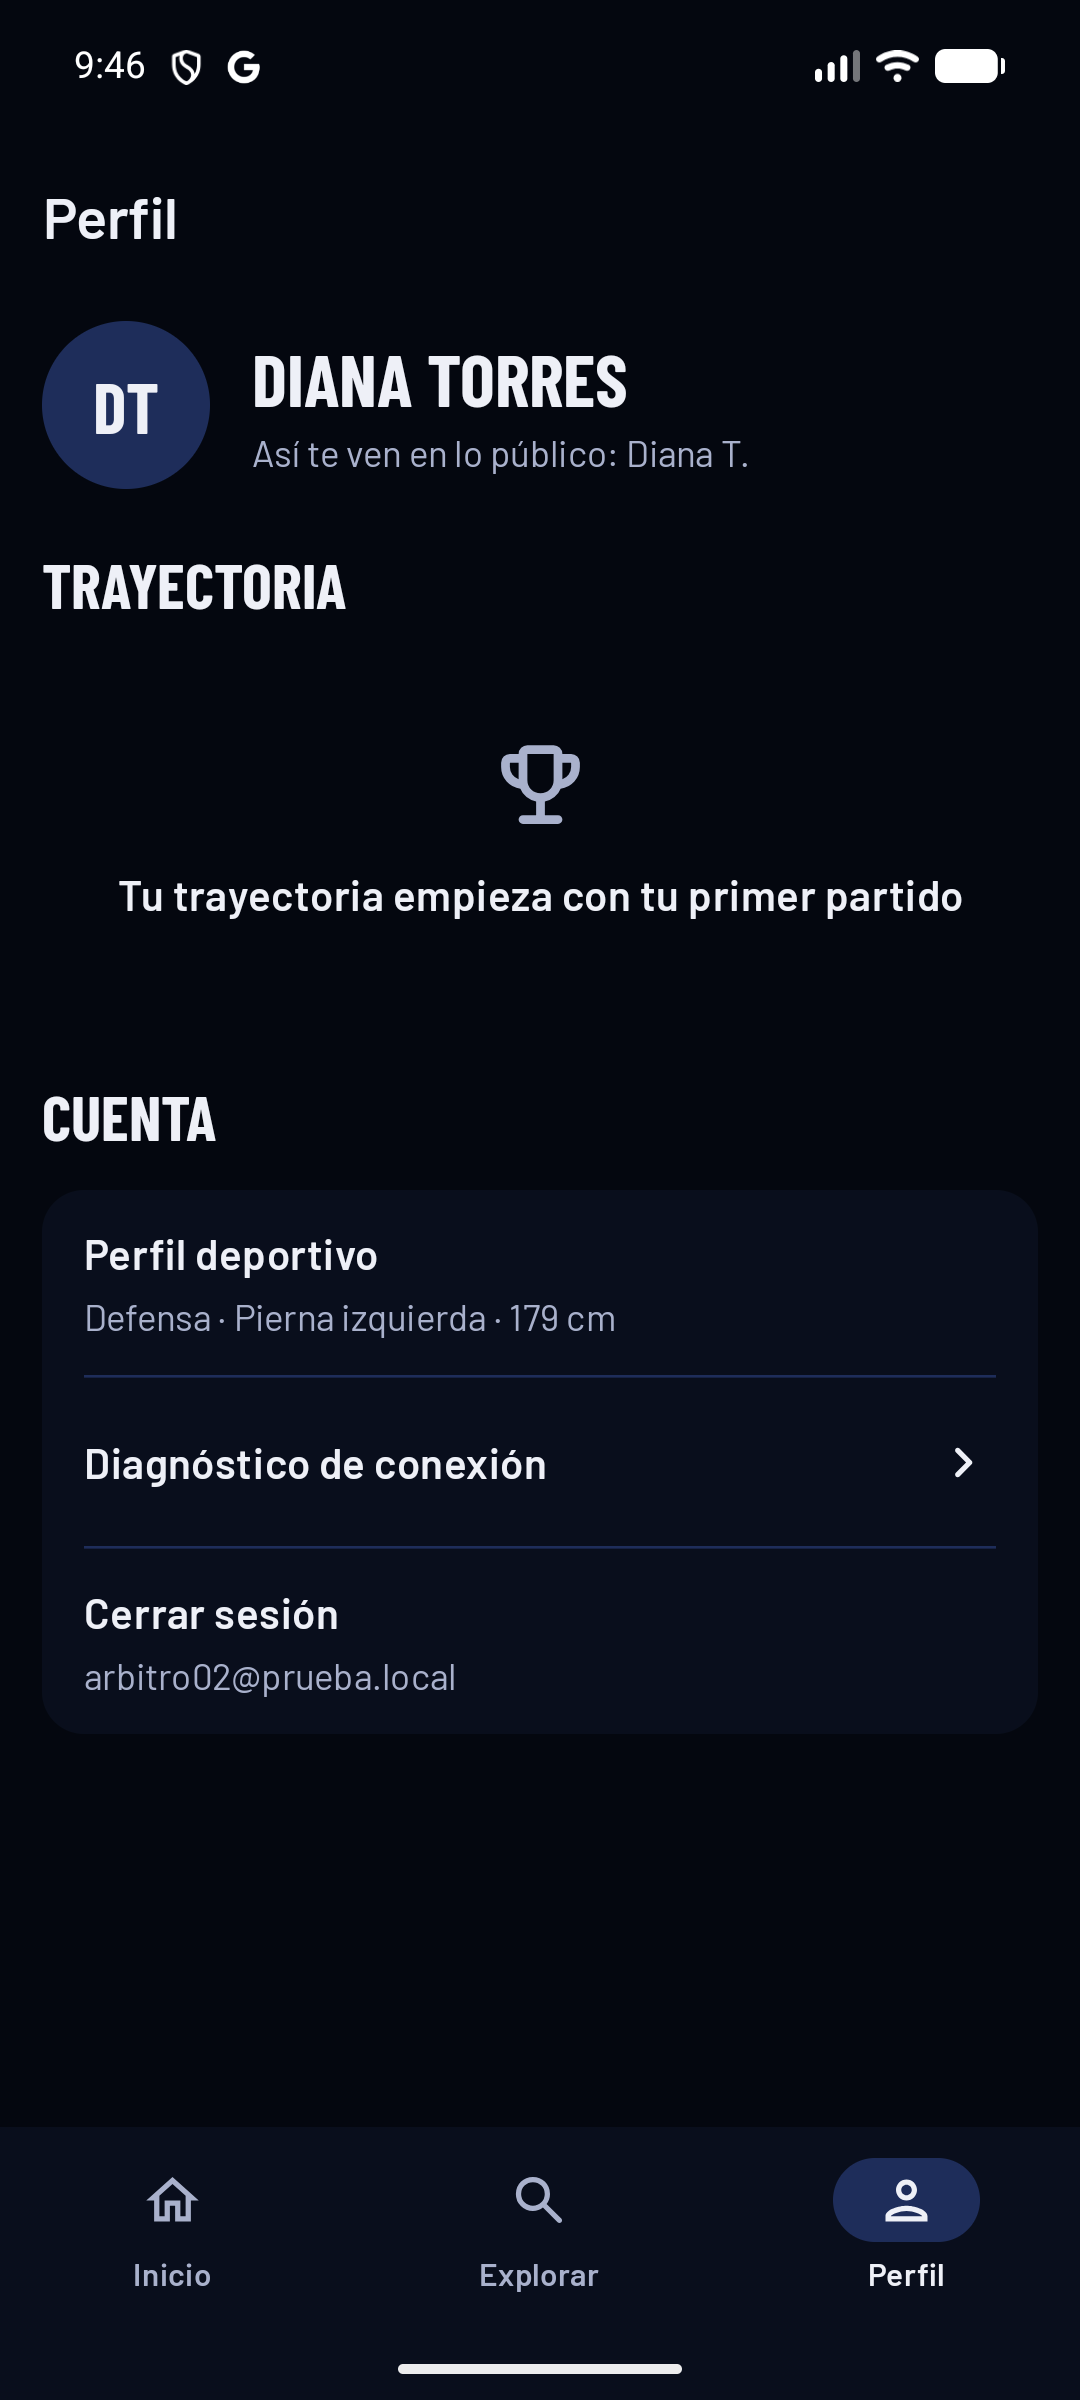 9:46
Perfil
DT
DIANA TORRES
Así te ven en lo público: Diana T.
TRAYECTORIA
Tu trayectoria empieza con tu primer partido
CUENTA
Perfil deportivo
Defensa · Pierna izquierda · 179 cm
Diagnóstico de conexión
Cerrar sesión
arbitro02@prueba.local
Inicio
Explorar
Perfil